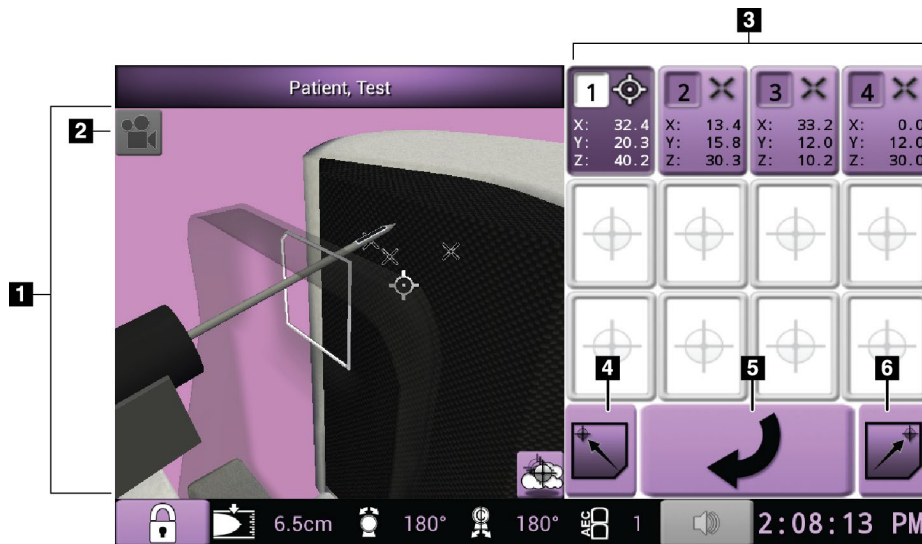 3
Patient, Test
1 2 3 4
X: 32.4 X: 13.4 X: 33.2 X: 0.0
Y: 20.3 Y: 15.8 Y: 12.0 Y: 12.0
Z: 40.2 Z: 30.3 Z: 10.2 Z: 30.0
2
1
4 5 6
6.5cm 180° C 180° AEC 1 2:08:13 PM